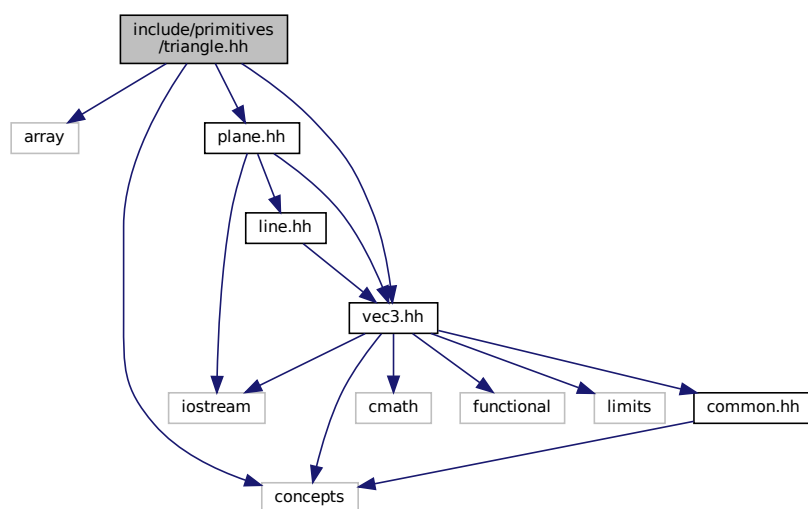 include/primitives
/triangle.hh
array
plane.hh
line.hh
vec3.hh
iostream
cmath
functional
limits
common.hh
concepts